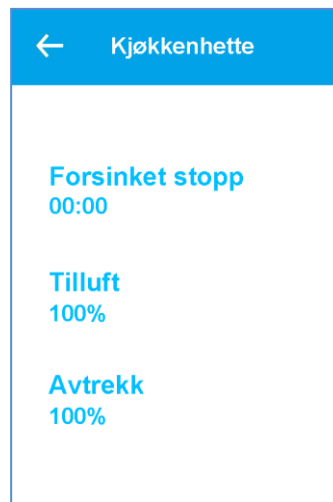 Kjøkkenhette
Forsinket stopp
00:00
Tilluft
100%
Avtrekk
100%